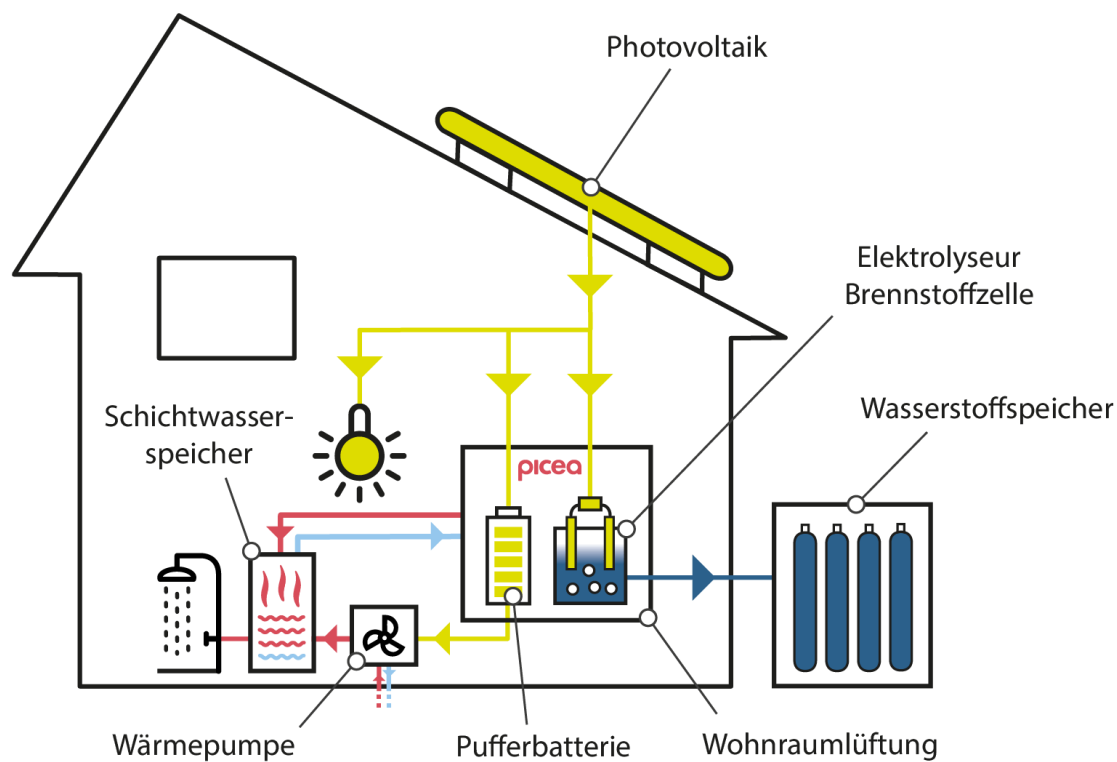 Photovoltaik
Elektrolyseur
Brennstoffzelle
Schichtwasser-
speicher
Wasserstoffspeicher
picea
Wärmepumpe
Pufferbatterie
Wohnraumlüftung